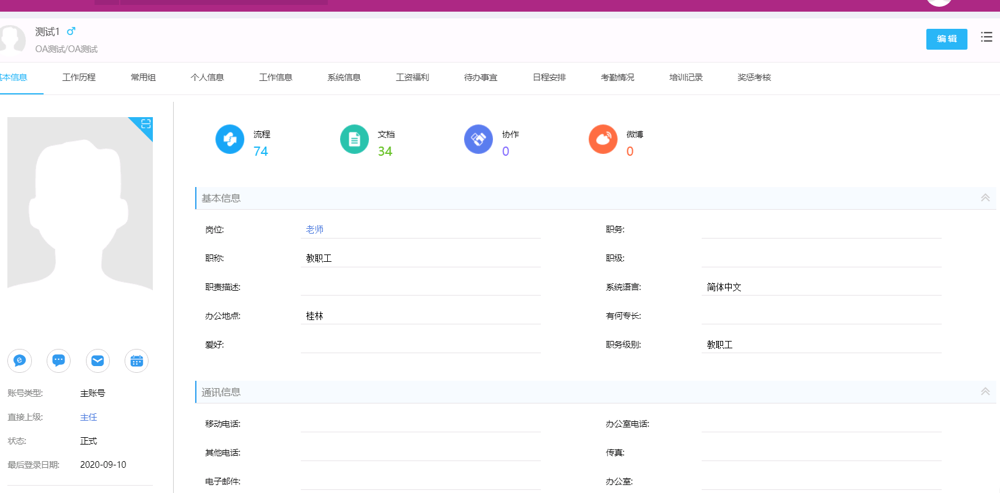 测试1
OA测试/OA测试
编辑
基本信息 工作历程 常用组 个人信息 工作信息 系统信息 工资福利 待办事宜 日程安排 考勤情况 培训记录 奖惩考核
流程 文档 协作 微博
74 34 0 0
基本信息
岗位: 老师 职务:
职称: 教职工 职级:
职责描述: 系统语言: 简体中文
办公地点: 桂林 有何专长:
爱好: 职务级别: 教职工
账号类型: 主账号
直接上级: 主任
状态: 正式
最后登录日期: 2020-09-10
通讯信息
移动电话: 办公室电话:
其他电话: 传真:
电子邮件: 办公室: